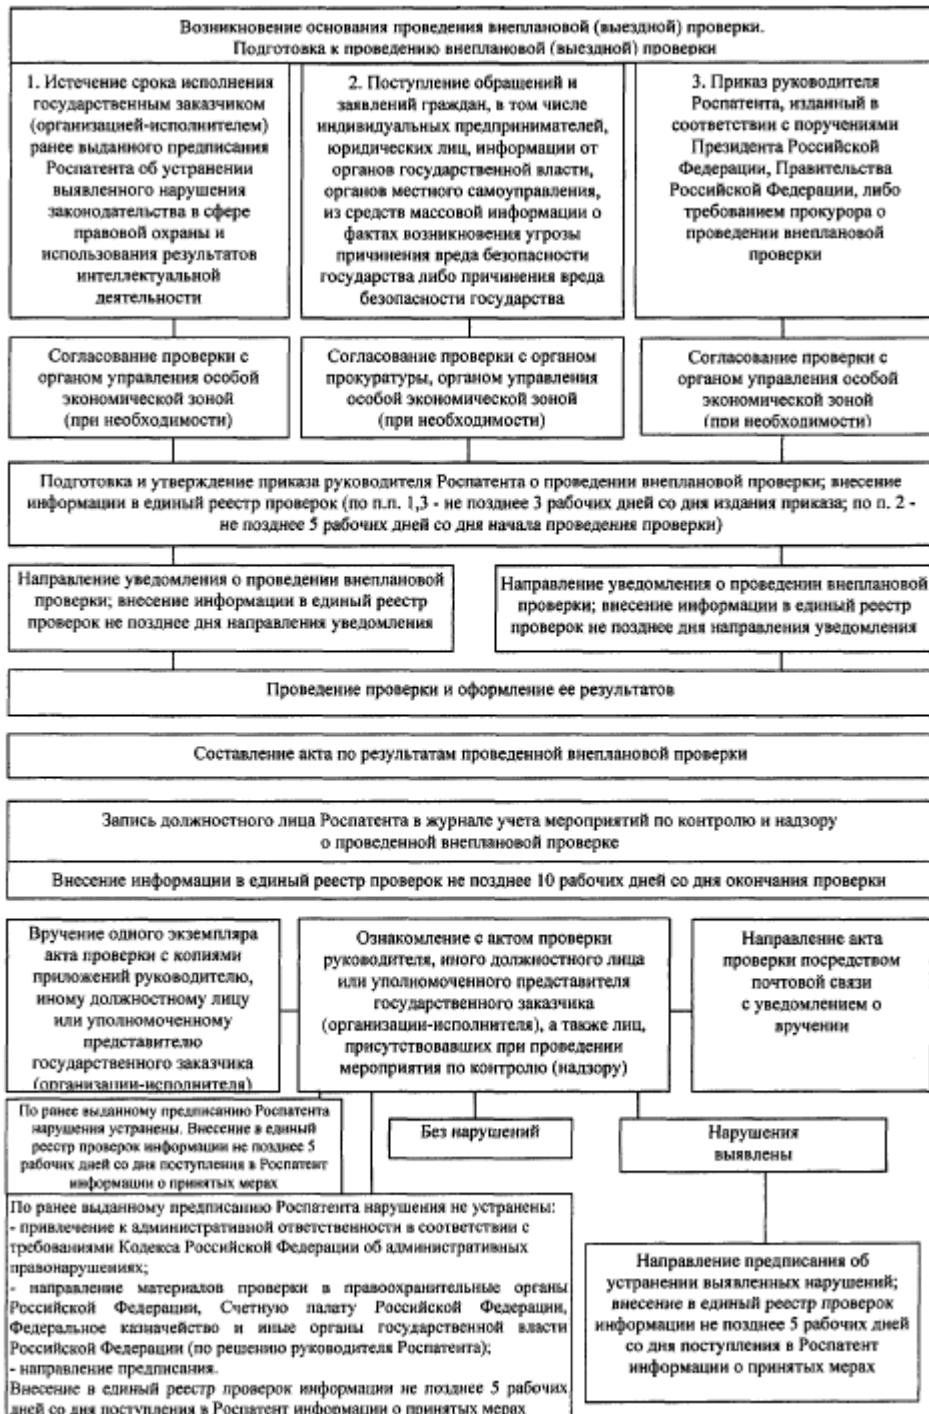 Возникновение основания проведения внеплановой (выездной) проверки.
Подготовка к проведению внеплановой (выездной) проверки
1. Истечение срока исполнения
государственным заказчиком
(организацией-исполнителем)
ранее выданного предписания
Роспатента об устранении
выявленного нарушения
законодательства в сфере
правовой охраны и
использования результатов
интеллектуальной
деятельности
2. Поступление обращений и
заявлений граждан, в том числе
индивидуальных предпринимателей,
юридических лиц, информации от
органов государственной власти,
органов местного самоуправления,
из средств массовой информации о
фактах возникновения угрозы
причинения вреда безопасности
государства либо причинения вреда
безопасности государства
3. Приказ руководителя
Роспатента, изданный в
соответствии с поручениями
Президента Российской
Федерации, Правительства
Российской Федерации, либо
требованием прокурора о
проведении внеплановой
проверки
Согласование проверки с
органом управления особой
экономической зоной
(при необходимости)
Согласование проверки с органом
прокуратуры, органом управления
особой экономической зоной
(при необходимости)
Согласование проверки с
органом управления особой
экономической зоной
(при необходимости)
Подготовка и утверждение приказа руководителя Роспатента о проведении внеплановой проверки; внесение
информации в единый реестр проверок (по п.п. 1,3 - не позднее 3 рабочих дней со дня издания приказа; по п. 2 -
не позднее 5 рабочих дней со дня начала проведения проверки)
Направление уведомления о проведении внеплановой
проверки; внесение информации в единый реестр
проверок не позднее дня направления уведомления
Направление уведомления о проведении внеплановой
проверки; внесение информации в единый реестр
проверок не позднее дня направления уведомления
Проведение проверки и оформление ее результатов
Составление акта по результатам проведенной внеплановой проверки
Запись должностного лица Роспатента в журнале учета мероприятий по контролю и надзору
о проведенной внеплановой проверке
Внесение информации в единый реестр проверок не позднее 10 рабочих дней со дня окончания проверки
Вручение одного экземпляра
акта проверки с копиями
приложений руководителю,
иному должностному лицу
или уполномоченному
представителю
государственного заказчика
(организации-исполнителя)
Ознакомление с актом проверки
руководителя, иного должностного лица
или уполномоченного представителя
государственного заказчика
(организации-исполнителя), а также лиц,
присутствовавших при проведении
мероприятия по контролю (надзору)
Направление акта
проверки посредством
почтовой связи
с уведомлением о
вручении
По ранее выданному предписанию Роспатента
нарушения устранены. Внесение в единый
реестр проверок информации не позднее 5
рабочих дней со дня поступления в Роспатент
информации о принятых мерах
Без нарушений
Нарушения
выявлены
По ранее выданному предписанию Роспатента нарушения не устранены:
- привлечение к административной ответственности в соответствии с
требованиями Кодекса Российской Федерации об административных
правонарушениях;
- направление материалов проверки в правоохранительные органы
Российской Федерации, Счетную палату Российской Федерации,
Федеральное казначейство и иные органы государственной власти
Российской Федерации (по решению руководителя Роспатента);
- направление предписания.
Внесение в единый реестр проверок информации не позднее 5 рабочих
дней со дня поступления в Роспатент информации о принятых мерах
Направление предписания об
устранении выявленных нарушений;
внесение в единый реестр проверок
информации не позднее 5 рабочих дней
со дня поступления в Роспатент
информации о принятых мерах